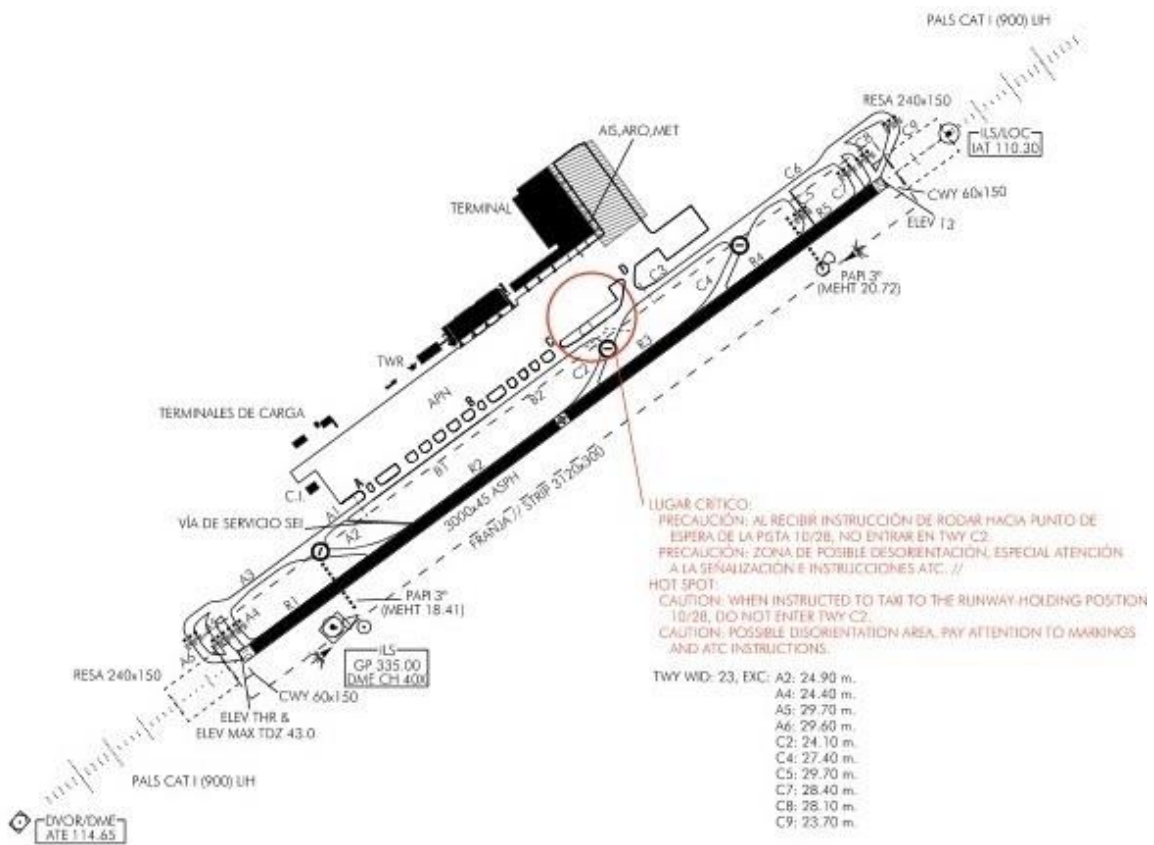 PALS CAT I (900) LIH
RESA 240x150
AIS,ARO,MET
C9
ILS/LOC
IAT 110.30
C8
C6
TERMINAL
C7
CWY 60x150
C5
R5
ELEV 13
D
C3
R4
C4
PAPI 3°
(MEHT 20.72)
C
R3
TWR
C2
APN
B2
B
TERMINALES DE CARGA
B1
R2
A
C.I.
3000x45 ASPH
A1
FRANJA // STRIP 3120x300
VÍA DE SERVICIO SEI
A2
LUGAR CRÍTICO:
PRECAUCIÓN: AL RECIBIR INSTRUCCIÓN DE RODAR HACIA PUNTO DE
ESPERA DE LA PISTA 10/28, NO ENTRAR EN TWY C2.
PRECAUCIÓN: ZONA DE POSIBLE DESORIENTACIÓN, ESPECIAL ATENCIÓN
A LA SEÑALIZACIÓN E INSTRUCCIONES ATC. //
HOT SPOT:
CAUTION: WHEN INSTRUCTED TO TAXI TO THE RUNWAY-HOLDING POSITION
10/28, DO NOT ENTER TWY C2.
CAUTION: POSSIBLE DISORIENTATION AREA, PAY ATTENTION TO MARKINGS
AND ATC INSTRUCTIONS.
A3
PAPI 3°
(MEHT 18.41)
R1
A4
A6
ILS
GP 335.00
DME CH 40X
RESA 240x150
CWY 60x150
ELEV THR &
ELEV MAX TDZ 43.0
TWY WID: 23, EXC: A2: 24.90 m.
A4: 24.40 m.
A5: 29.70 m.
A6: 29.60 m.
C2: 24.10 m.
C4: 27.40 m.
C5: 29.70 m.
C7: 28.40 m.
C8: 28.10 m.
C9: 23.70 m.
PALS CAT I (900) LIH
DVOR/DME
ATE 114.65